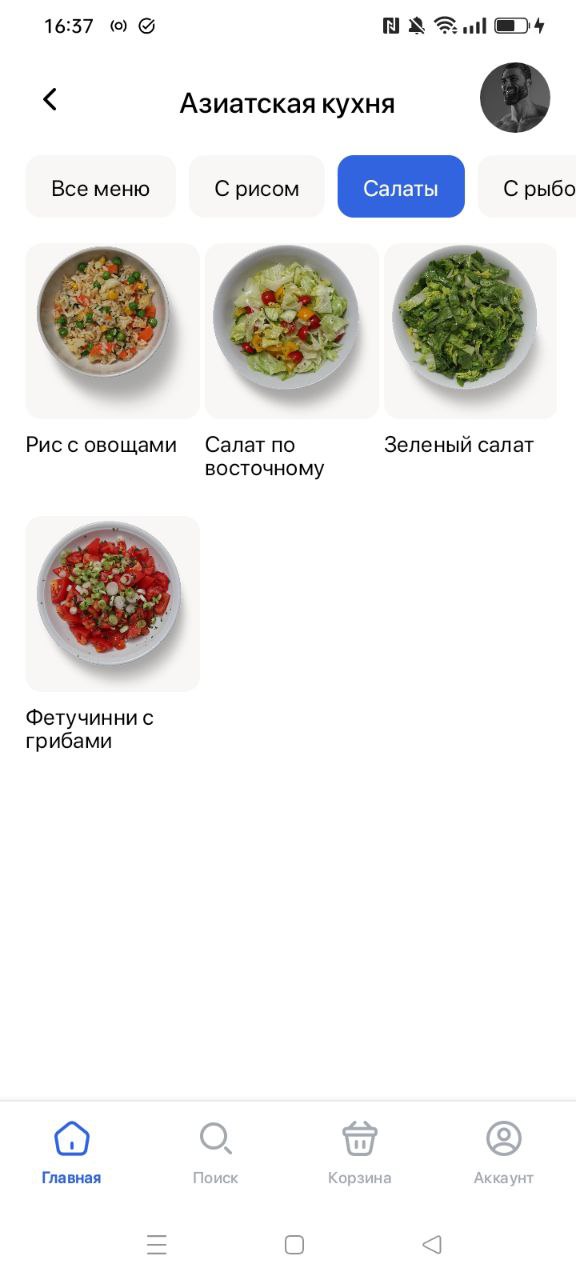 16:37
Азиатская кухня
Все меню
С рисом
Салаты
С рыбо
Рис с овощами
Салат по
восточному
Зеленый салат
Фетучинни с
грибами
Главная
Поиск
Корзина
Аккаунт